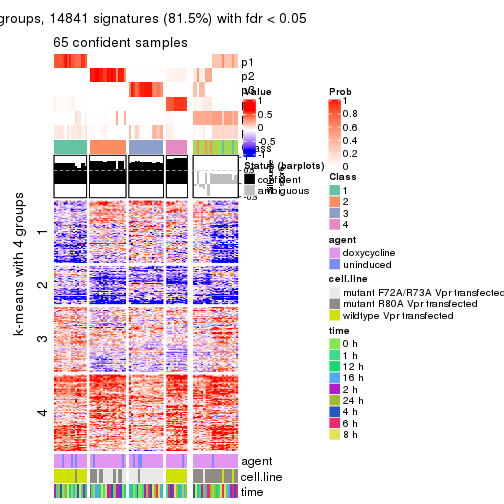 groups, 14841 signatures (81.5%) with fdr < 0.05
65 confident samples
p1
p2
Value
1
0.5
0
-0.5
-1
Status (barplots)
confident
ambiguous
Prob
1
0.8
0.6
0.4
0.2
0
Class
1
2
3
4
agent
doxycycline
uninduced
cell.line
mutant F72A/R73A Vpr transfected
mutant R80A Vpr transfected
wildtype Vpr transfected
time
0 h
1 h
12 h
16 h
2 h
24 h
4 h
6 h
8 h
k-means with 4 groups
1
2
3
4
agent
cell.line
time